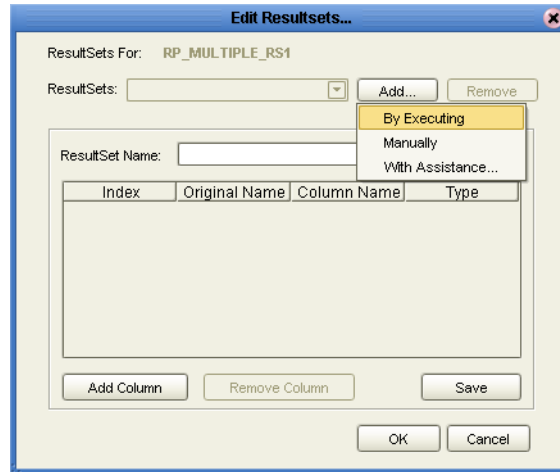 Edit Resultsets...
ResultSets For: RP_MULTIPLE_RS1
ResultSets: Add... Remove
By Executing
Manually
With Assistance...
ResultSet Name:
Index Original Name Column Name Type
Add Column Remove Column Save
OK Cancel